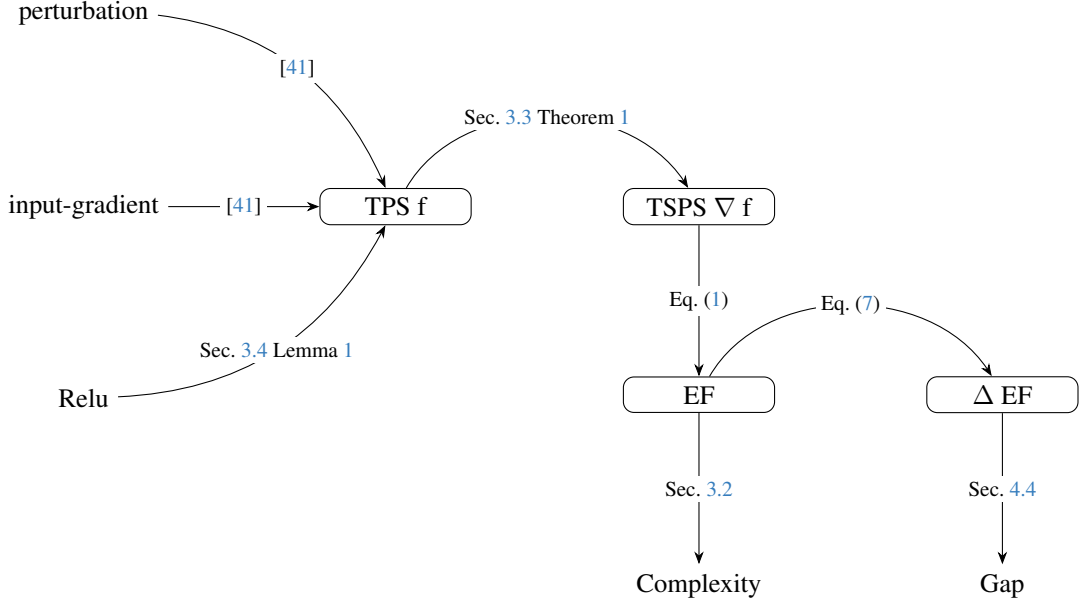 perturbation
[41]
Sec. 3.3 Theorem 1
input-gradient
[41]
TPS f
TSPS ∇ f
Eq. (1)
Eq. (7)
Sec. 3.4 Lemma 1
Relu
EF
Δ EF
Sec. 3.2
Sec. 4.4
Complexity
Gap